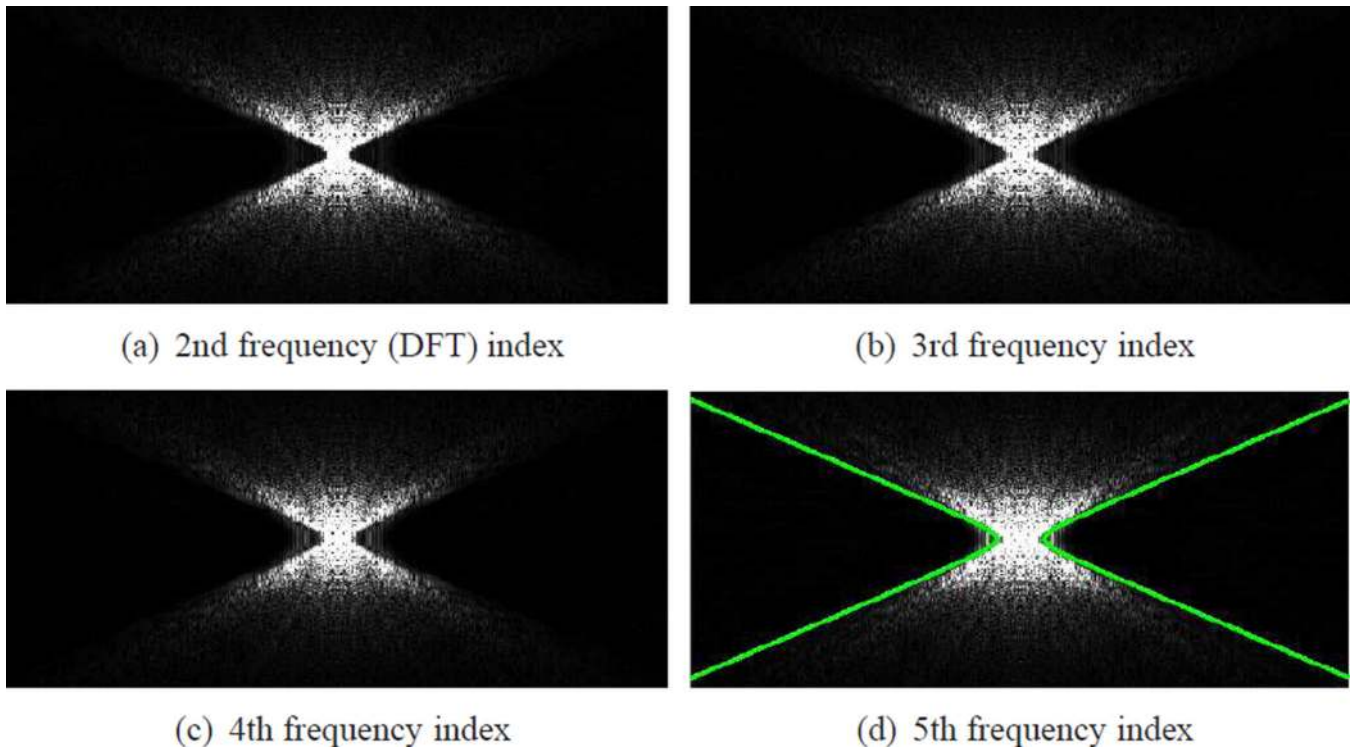 (a) 2nd frequency (DFT) index
(b) 3rd frequency index
(c) 4th frequency index
(d) 5th frequency index